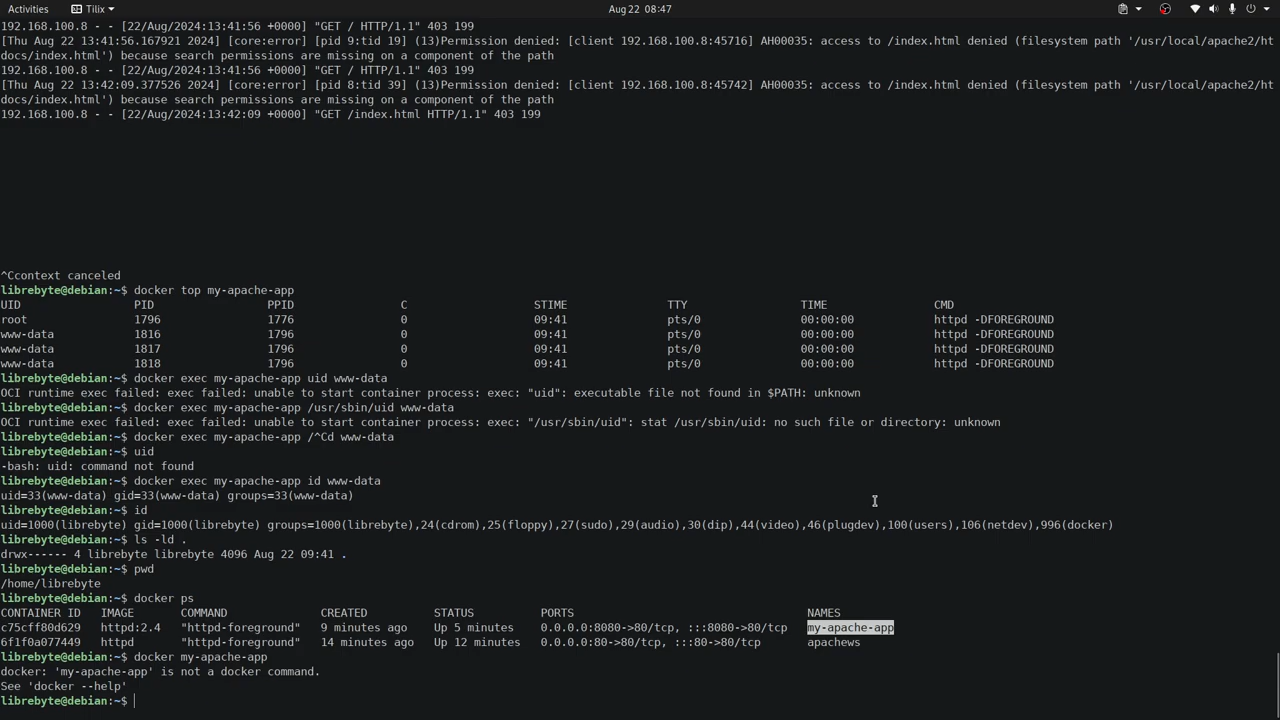 Activities Tilix Aug 22 08:47
192.168.100.8 - - [22/Aug/2024:13:41:56 +0000] "GET / HTTP/1.1" 403 199
[Thu Aug 22 13:41:56.167921 2024] [core:error] [pid 9:tid 19] (13)Permission denied: [client 192.168.100.8:45716] AH00035: access to /index.html denied (filesystem path '/usr/local/apache2/ht
docs/index.html') because search permissions are missing on a component of the path
192.168.100.8 - - [22/Aug/2024:13:41:56 +0000] "GET / HTTP/1.1" 403 199
[Thu Aug 22 13:42:09.377526 2024] [core:error] [pid 8:tid 39] (13)Permission denied: [client 192.168.100.8:45742] AH00035: access to /index.html denied (filesystem path '/usr/local/apache2/ht
docs/index.html') because search permissions are missing on a component of the path
192.168.100.8 - - [22/Aug/2024:13:42:09 +0000] "GET /index.html HTTP/1.1" 403 199
^Ccontext canceled
librebyte@debian:~$ docker top my-apache-app
UID PID PPID C STIME TTY TIME CMD
root 1796 1776 0 09:41 pts/0 00:00:00 httpd -DFOREGROUND
www-data 1816 1796 0 09:41 pts/0 00:00:00 httpd -DFOREGROUND
www-data 1817 1796 0 09:41 pts/0 00:00:00 httpd -DFOREGROUND
www-data 1818 1796 0 09:41 pts/0 00:00:00 httpd -DFOREGROUND
librebyte@debian:~$ docker exec my-apache-app uid www-data
OCI runtime exec failed: exec failed: unable to start container process: exec: "uid": executable file not found in $PATH: unknown
librebyte@debian:~$ docker exec my-apache-app /usr/sbin/uid www-data
OCI runtime exec failed: exec failed: unable to start container process: exec: "/usr/sbin/uid": stat /usr/sbin/uid: no such file or directory: unknown
librebyte@debian:~$ docker exec my-apache-app /^Cd www-data
librebyte@debian:~$ uid
-bash: uid: command not found
librebyte@debian:~$ docker exec my-apache-app id www-data
uid=33(www-data) gid=33(www-data) groups=33(www-data)
librebyte@debian:~$ id
uid=1000(librebyte) gid=1000(librebyte) groups=1000(librebyte),24(cdrom),25(floppy),27(sudo),29(audio),30(dip),44(video),46(plugdev),100(users),106(netdev),996(docker)
librebyte@debian:~$ ls -ld .
drwx------ 4 librebyte librebyte 4096 Aug 22 09:41 .
librebyte@debian:~$ pwd
/home/librebyte
librebyte@debian:~$ docker ps
CONTAINER ID IMAGE COMMAND CREATED STATUS PORTS NAMES
c75cff80d629 httpd:2.4 "httpd-foreground" 9 minutes ago Up 5 minutes 0.0.0.0:8080->80/tcp, :::8080->80/tcp my-apache-app
6f1f0a077449 httpd "httpd-foreground" 14 minutes ago Up 12 minutes 0.0.0.0:80->80/tcp, :::80->80/tcp apachews
librebyte@debian:~$ docker my-apache-app
docker: 'my-apache-app' is not a docker command.
See 'docker --help'
librebyte@debian:~$